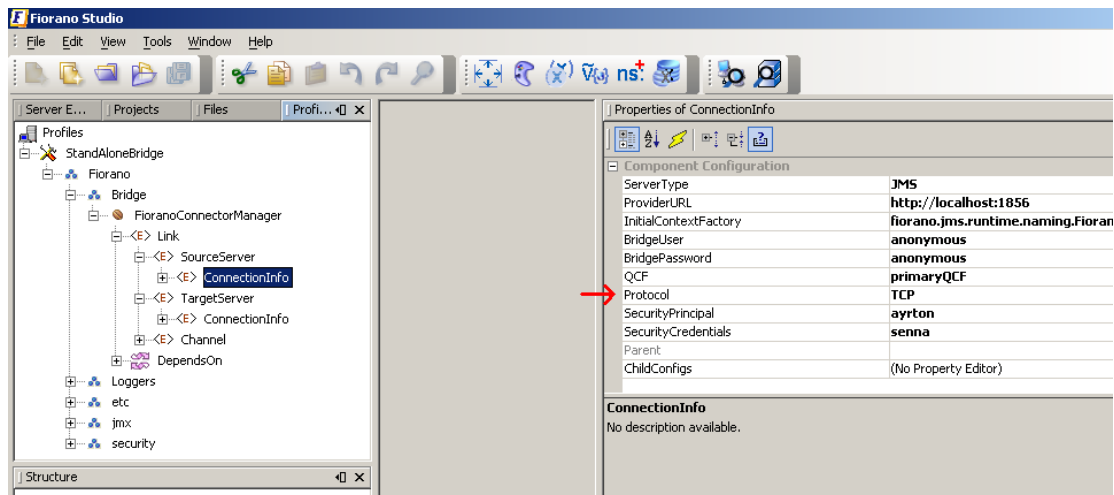 Fiorano Studio
File Edit View Tools Window Help
ns:
Server E... Projects Files Profi...
Properties of ConnectionInfo
Profiles
StandAloneBridge
Fiorano
Bridge
FioranoConnectorManager
<E> Link
<E> SourceServer
<E> ConnectionInfo
<E> TargetServer
<E> ConnectionInfo
<E> Channel
DependsOn
Loggers
etc
jmx
security
Structure
Component Configuration
ServerType JMS
ProviderURL http://localhost:1856
InitialContextFactory fiorano.jms.runtime.naming.Fioran
BridgeUser anonymous
BridgePassword anonymous
QCF primaryQCF
Protocol TCP
SecurityPrincipal ayrton
SecurityCredentials senna
Parent
ChildConfigs (No Property Editor)
ConnectionInfo
No description available.